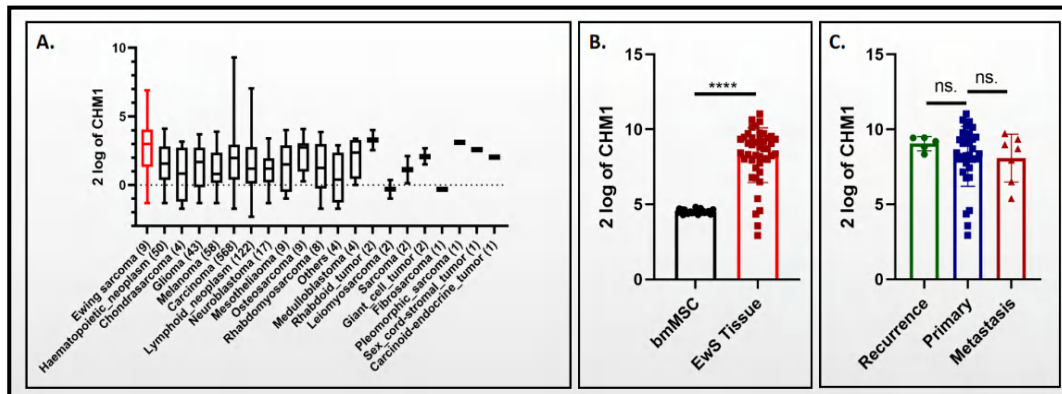 A.
2 log of CHM1
10
5
0
Ewing sarcoma (9)
Haematopoietic_neoplasm (50)
Chondrasarcoma (4)
Glioma (43)
Melanoma (58)
Carcinoma (568)
Lymphoid_neoplasm (122)
Neuroblastoma (17)
Mesothelioama (9)
Osteosarcoma (9)
Rhabdomyosarcoma (8)
Others (4)
Medulloblastoma (4)
Rhabdoid_tumor (2)
Leiomyosarcoma (2)
Sarcoma (2)
Giant_cell_tumor (2)
Fibrosarcoma (1)
Pleomorphic_sarcoma (1)
Sex_cord-stromal_tumor (1)
Carcinoid-endocrine_tumor (1)
B.
2 log of CHM1
15
10
5
0
****
bmMSC
EwS Tissue
C.
2 log of CHM1
15
10
5
0
ns.
ns.
Recurrence
Primary
Metastasis